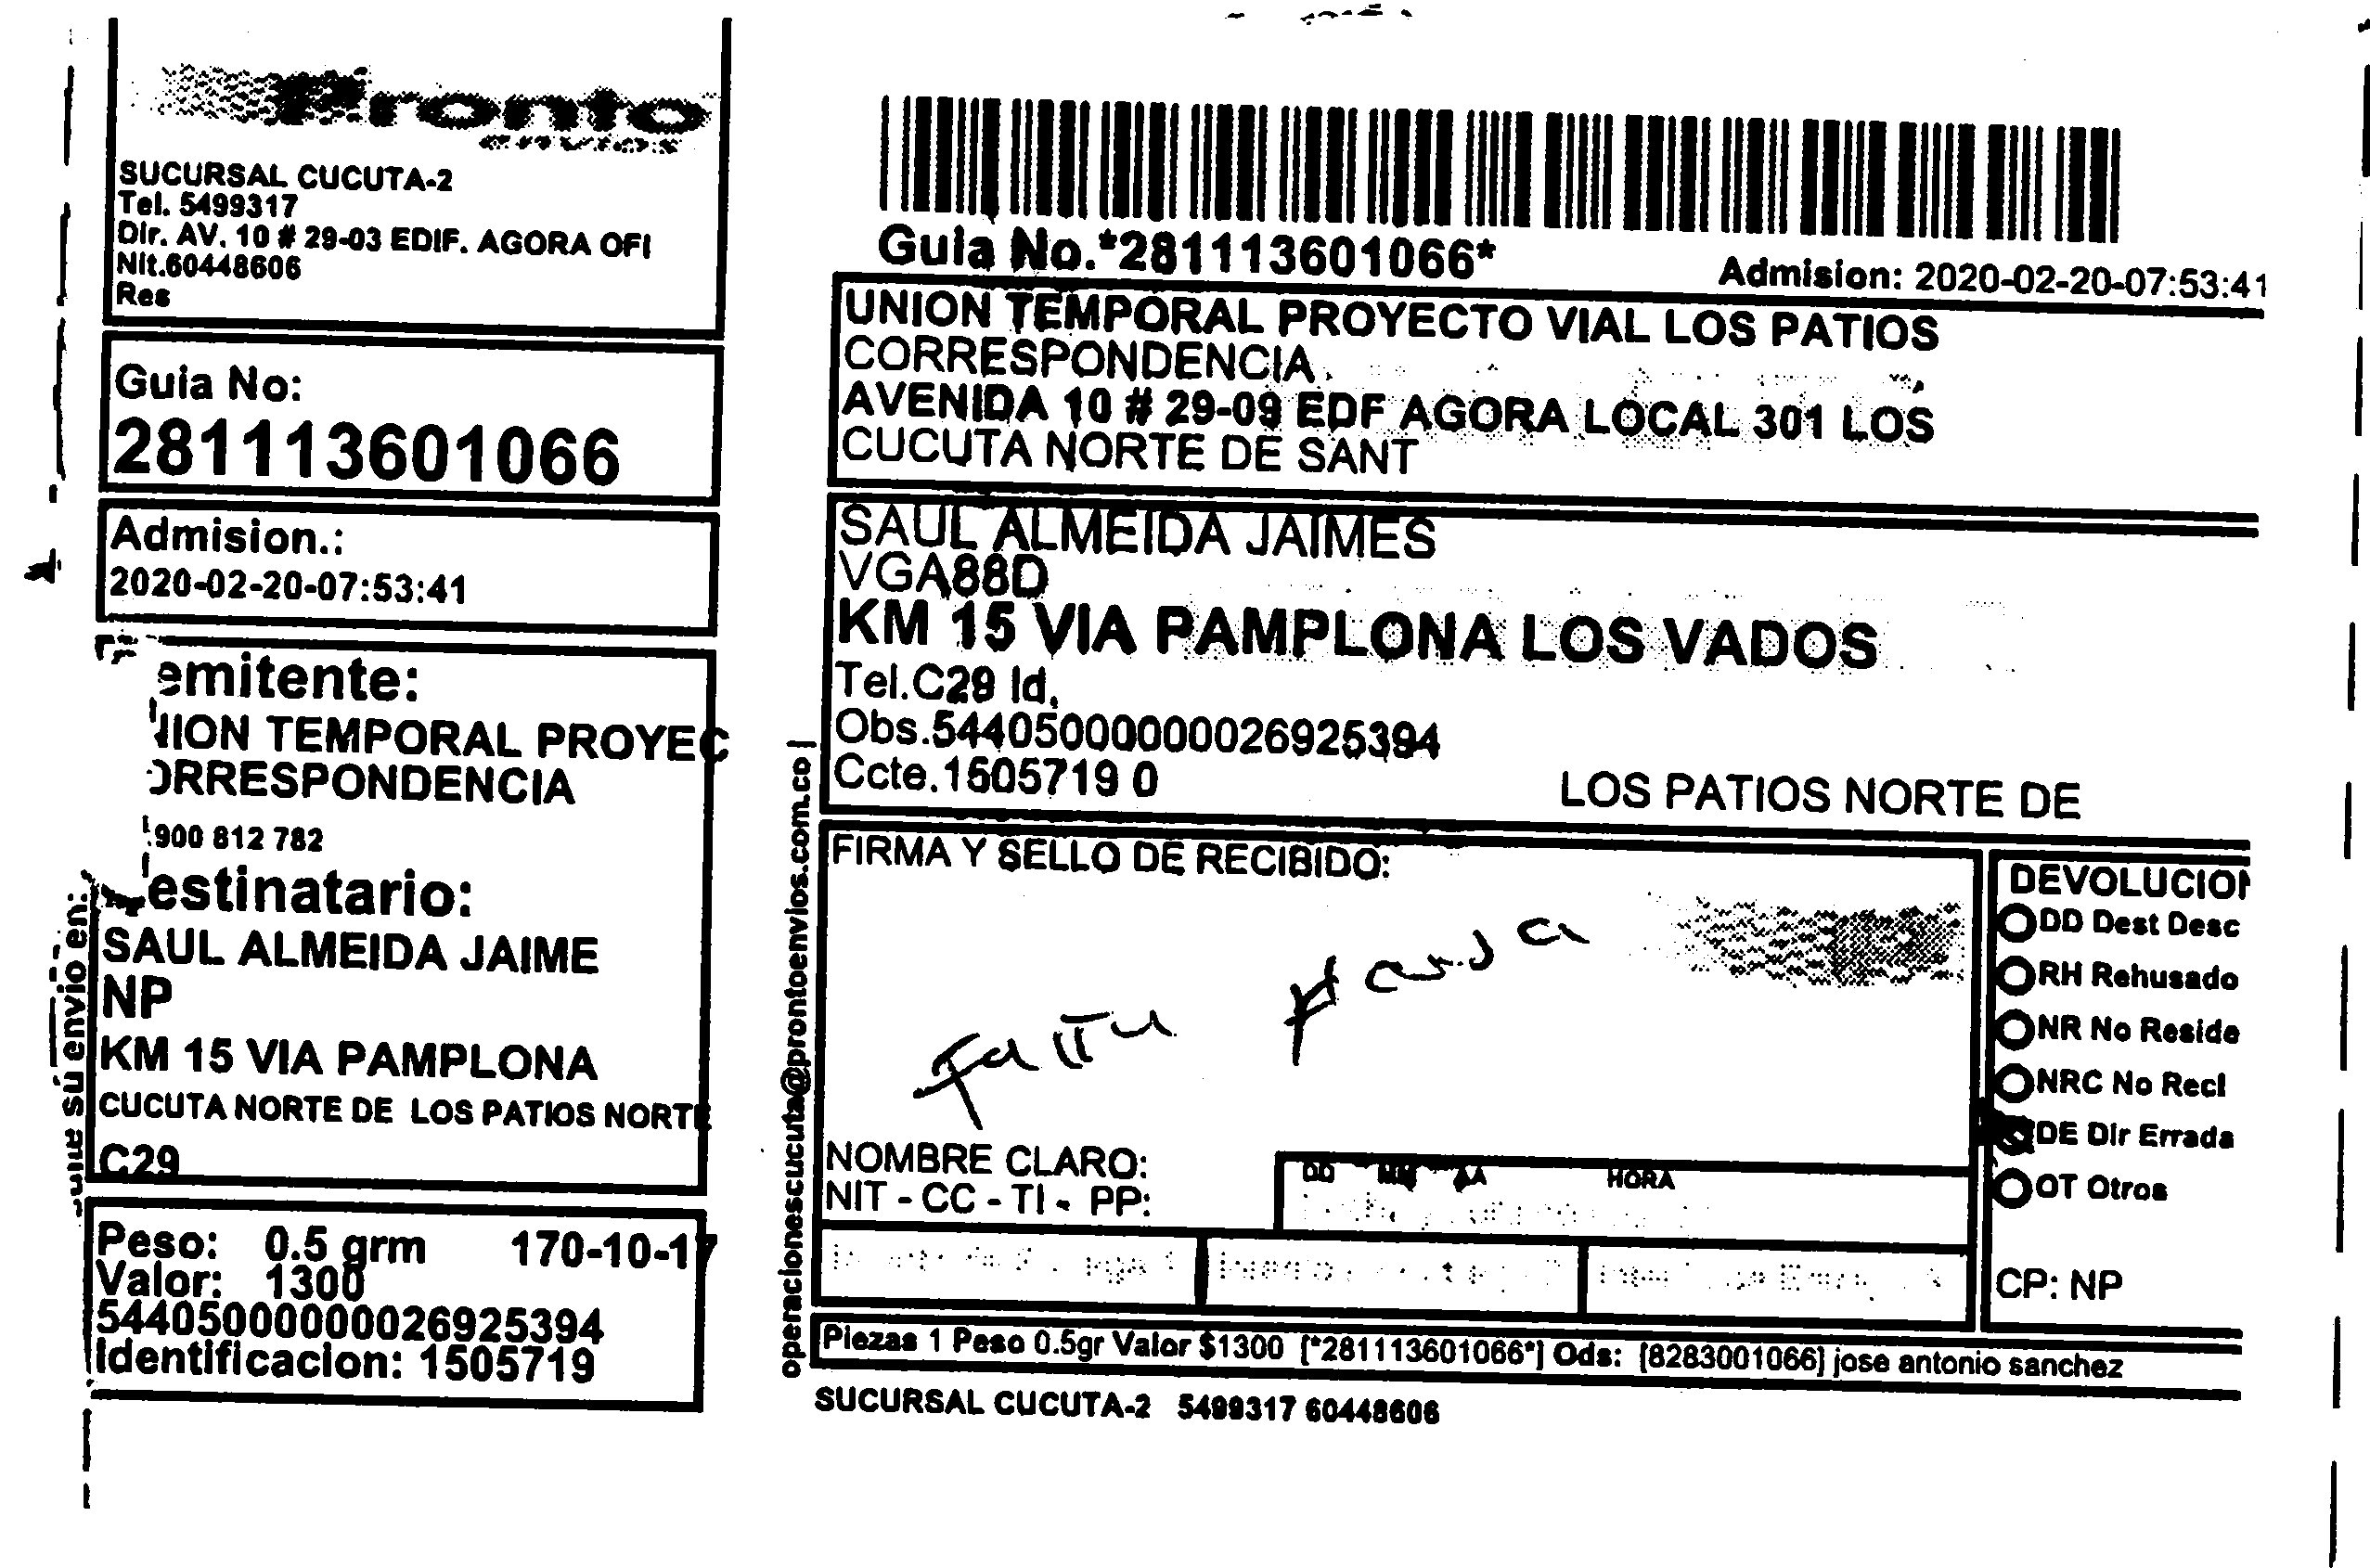 Pronto
envios
SUCURSAL CUCUTA-2
Tel. 5499317
Dir. AV. 10 # 29-03 EDIF. AGORA OFI
Nit.60448606
Res
Guia No:
281113601066
Admision.:
2020-02-20-07:53:41
emitente:
NION TEMPORAL PROYEC
ORRESPONDENCIA
900 812 782
estinatario:
SAUL ALMEIDA JAIME
NP
KM 15 VIA PAMPLONA
CUCUTA NORTE DE LOS PATIOS NORTE
C29
Peso: 0.5 grm 170-10-17
Valor: 1300
544050000000026925394
Identificacion: 1505719
su envio en:
operacionescucuta@prontoenvios.com.co
Guia No.*281113601066*
Admision: 2020-02-20-07:53:41
UNION TEMPORAL PROYECTO VIAL LOS PATIOS
CORRESPONDENCIA
AVENIDA 10 # 29-09 EDF AGORA LOCAL 301 LOS
CUCUTA NORTE DE SANT
SAUL ALMEIDA JAIMES
VGA88D
KM 15 VIA PAMPLONA LOS VADOS
Tel.C29 Id.
Obs.544050000000026925394
Ccte.1505719 0
LOS PATIOS NORTE DE
FIRMA Y SELLO DE RECIBIDO:
Falta
NOMBRE CLARO:
NIT - CC - TI - PP:
DD MM AA HORA
DEVOLUCION
DD Dest Desc
RH Rehusado
NR No Reside
NRC No Recl
DE Dir Errada
OT Otros
CP: NP
Piezas 1 Peso 0.5gr Valor $1300 [*281113601066*] Ods: [8283001066] jose antonio sanchez
SUCURSAL CUCUTA-2 5499317 60448606